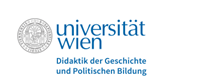 universität
wien
Didaktik der Geschichte
und Politischen Bildung